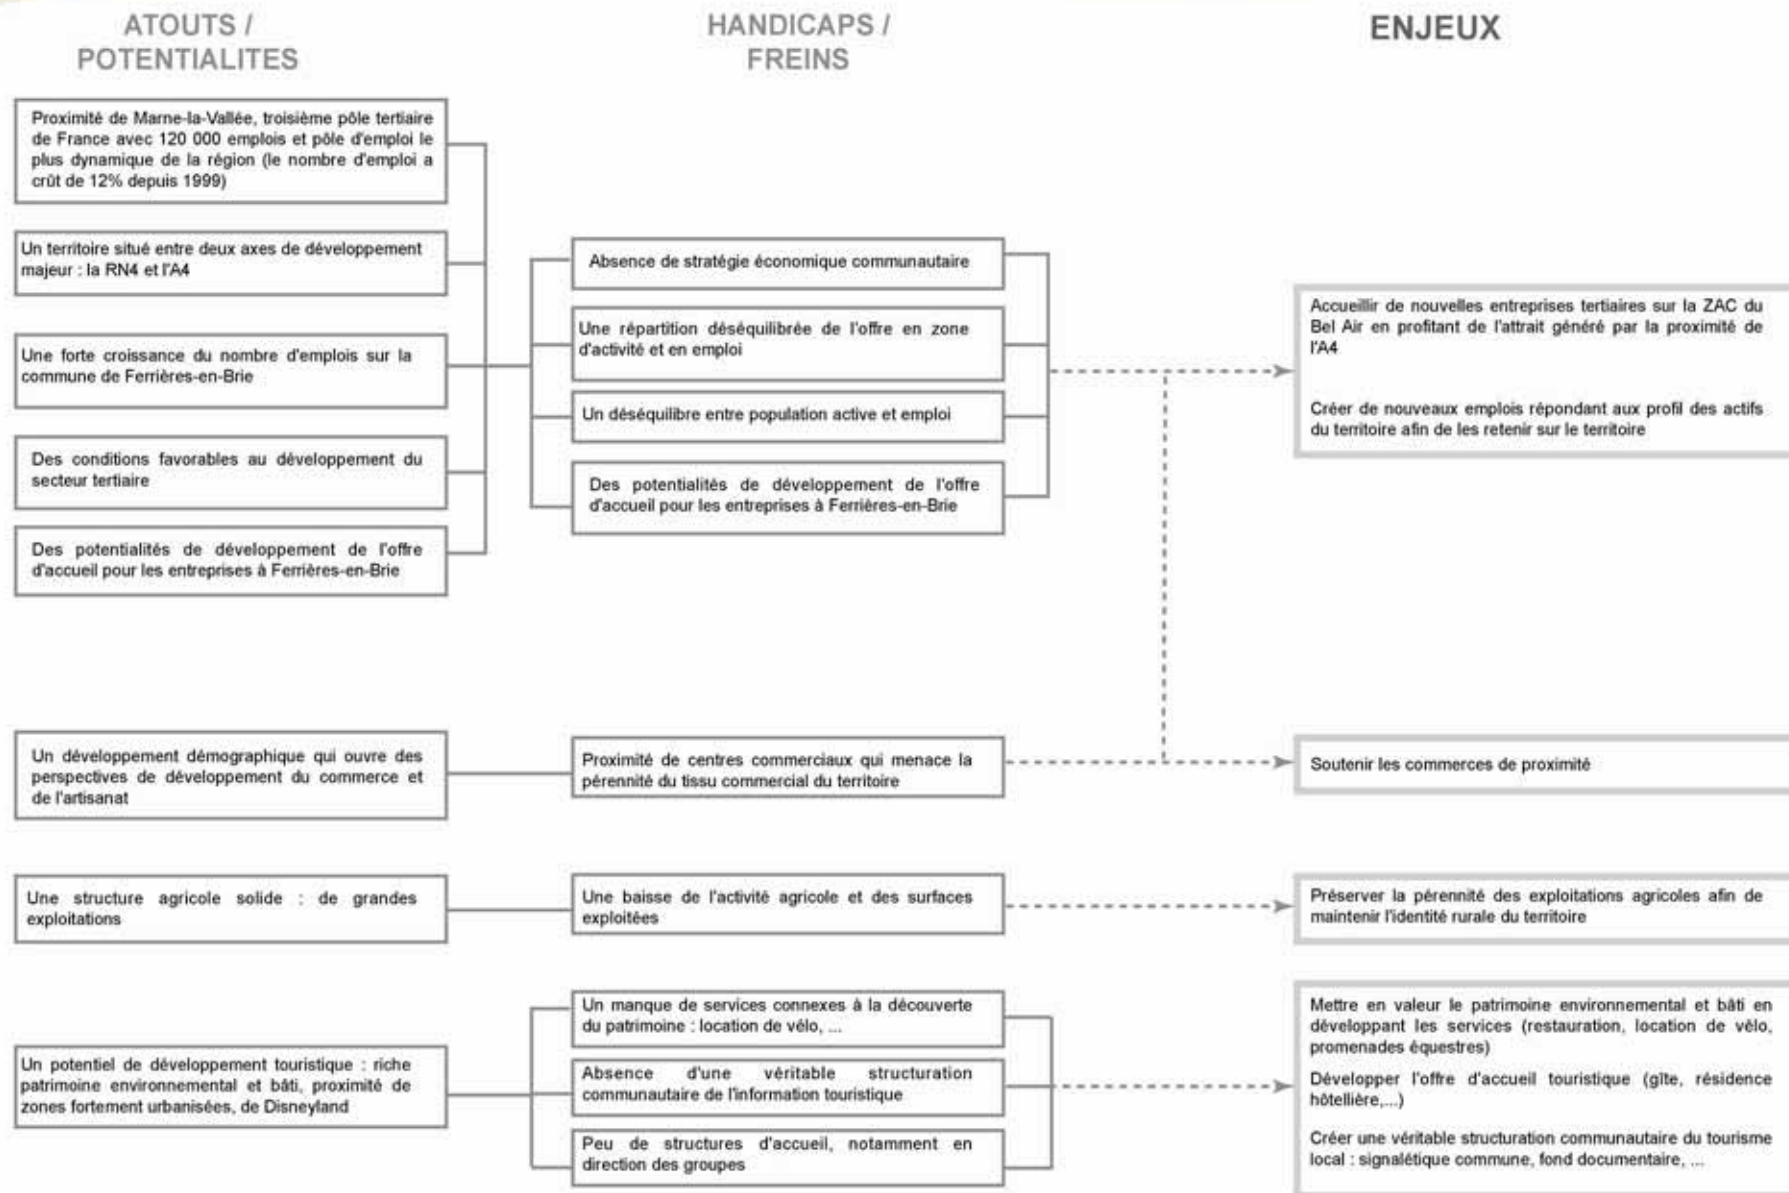 ATOUTS /
POTENTIALITES
HANDICAPS /
FREINS
ENJEUX
Proximité de Marne-la-Vallée, troisième pôle tertiaire
de France avec 120 000 emplois et pôle d'emploi le
plus dynamique de la région (le nombre d'emploi a
crût de 12% depuis 1999)
Un territoire situé entre deux axes de développement
majeur : la RN4 et l'A4
Une forte croissance du nombre d'emplois sur la
commune de Ferrières-en-Brie
Des conditions favorables au développement du
secteur tertiaire
Des potentialités de développement de l'offre
d'accueil pour les entreprises à Ferrières-en-Brie
Absence de stratégie économique communautaire
Une répartition déséquilibrée de l'offre en zone
d'activité et en emploi
Un déséquilibre entre population active et emploi
Des potentialités de développement de l'offre
d'accueil pour les entreprises à Ferrières-en-Brie
Accueillir de nouvelles entreprises tertiaires sur la ZAC du
Bel Air en profitant de l'attrait généré par la proximité de
l'A4
Créer de nouveaux emplois répondant aux profil des actifs
du territoire afin de les retenir sur le territoire
Un développement démographique qui ouvre des
perspectives de développement du commerce et
de l'artisanat
Proximité de centres commerciaux qui menace la
pérennité du tissu commercial du territoire
Soutenir les commerces de proximité
Une structure agricole solide : de grandes
exploitations
Une baisse de l'activité agricole et des surfaces
exploitées
Préserver la pérennité des exploitations agricoles afin de
maintenir l'identité rurale du territoire
Un potentiel de développement touristique : riche
patrimoine environnemental et bâti, proximité de
zones fortement urbanisées, de Disneyland
Un manque de services connexes à la découverte
du patrimoine : location de vélo, ...
Absence d'une véritable structuration
communautaire de l'information touristique
Peu de structures d'accueil, notamment en
direction des groupes
Mettre en valeur le patrimoine environnemental et bâti en
développant les services (restauration, location de vélo,
promenades équestres)
Développer l'offre d'accueil touristique (gîte, résidence
hôtellière,...)
Créer une véritable structuration communautaire du tourisme
local : signalétique commune, fond documentaire, ...